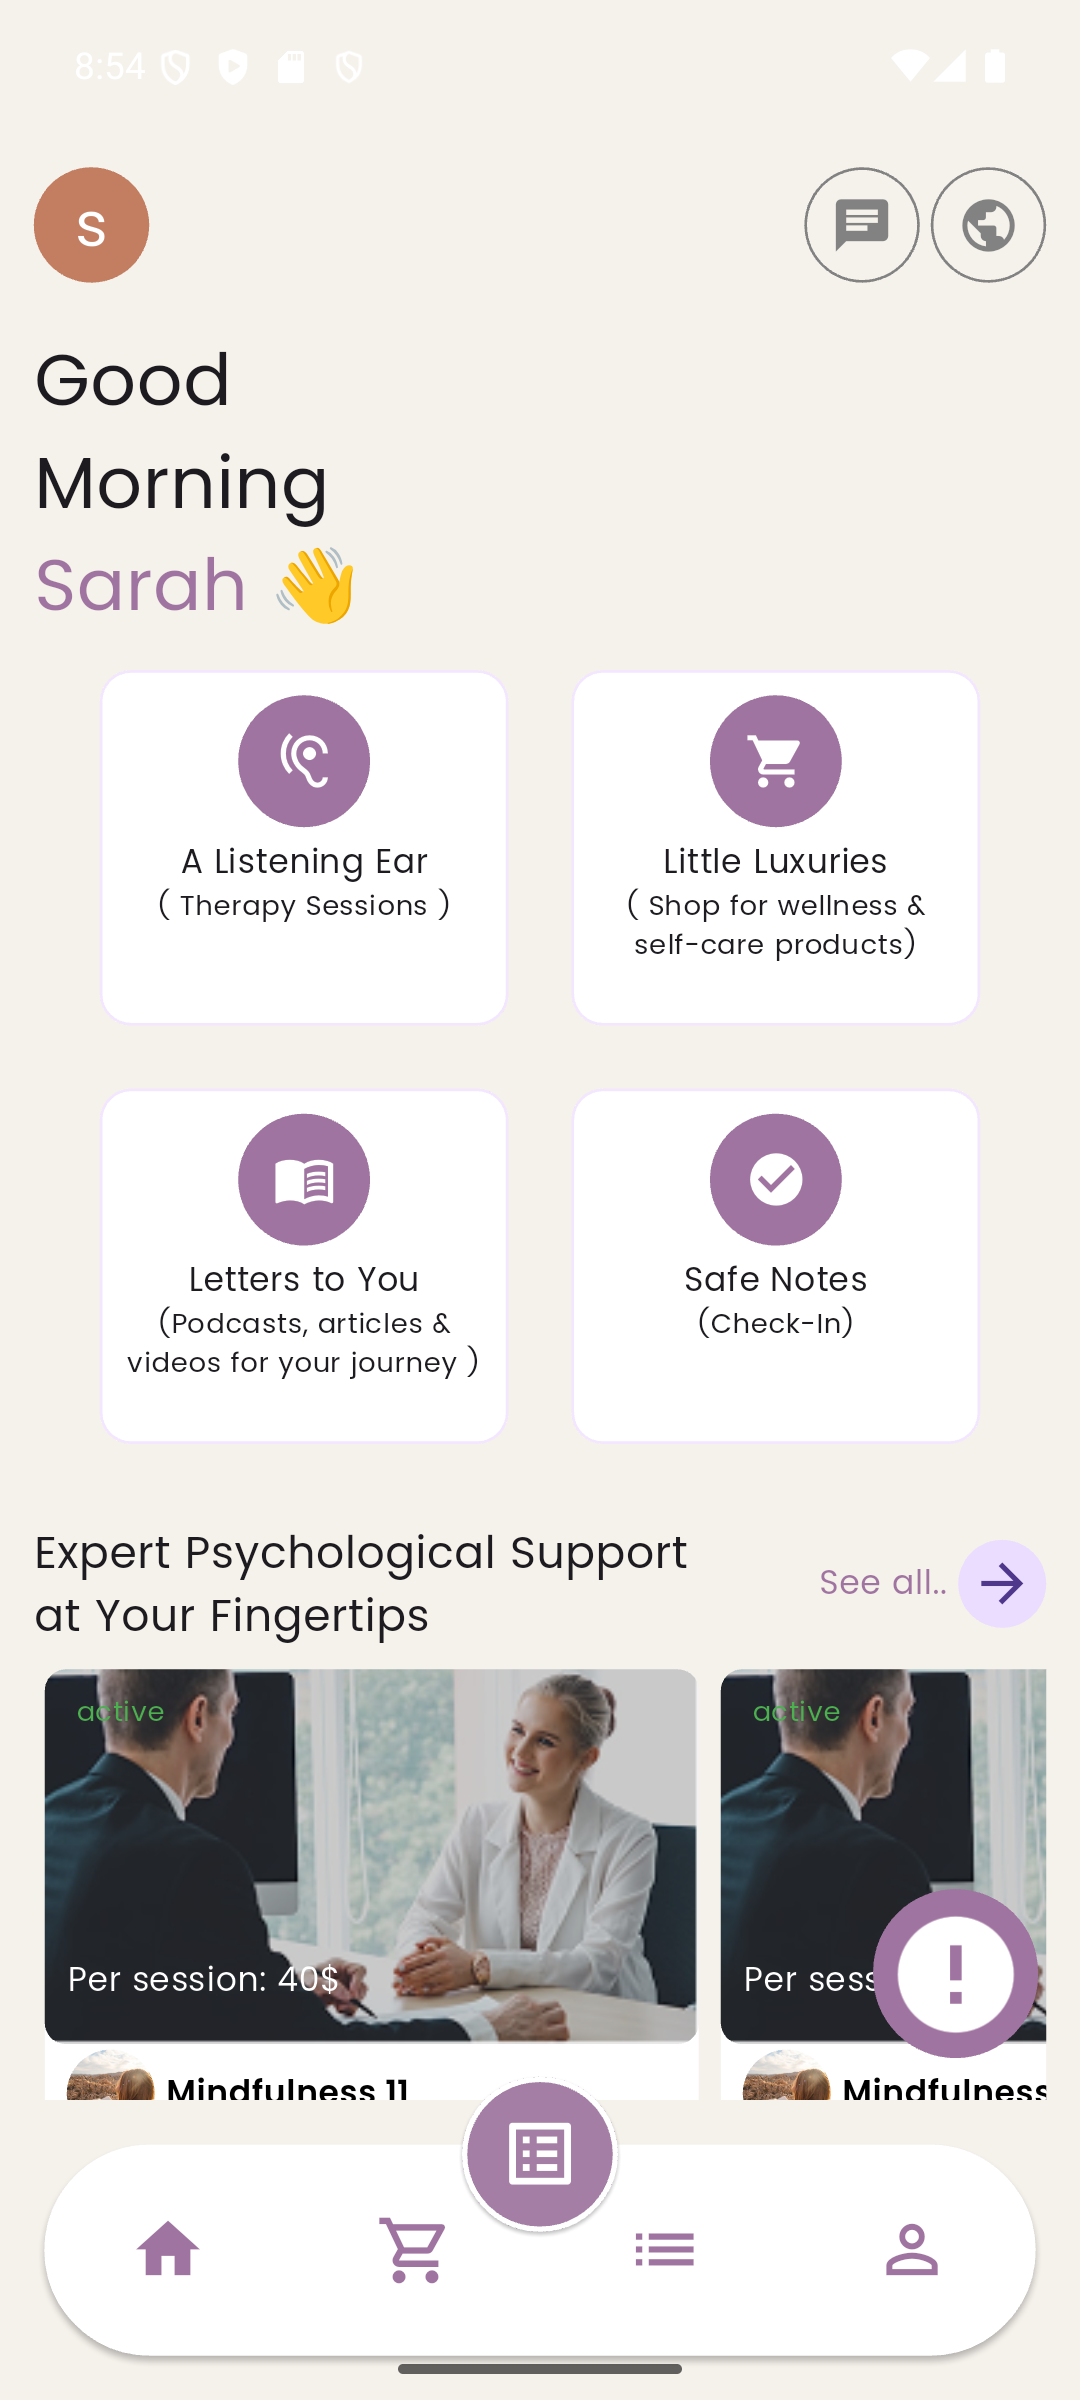 8:54
S
Good
Morning
Sarah 👋
A Listening Ear
( Therapy Sessions )
Little Luxuries
( Shop for wellness &
self-care products)
Letters to You
(Podcasts, articles &
videos for your journey )
Safe Notes
(Check-In)
Expert Psychological Support
at Your Fingertips
See all..
active
active
Per session: 40$
Per sess
Mindfulness 11
Mindfulness